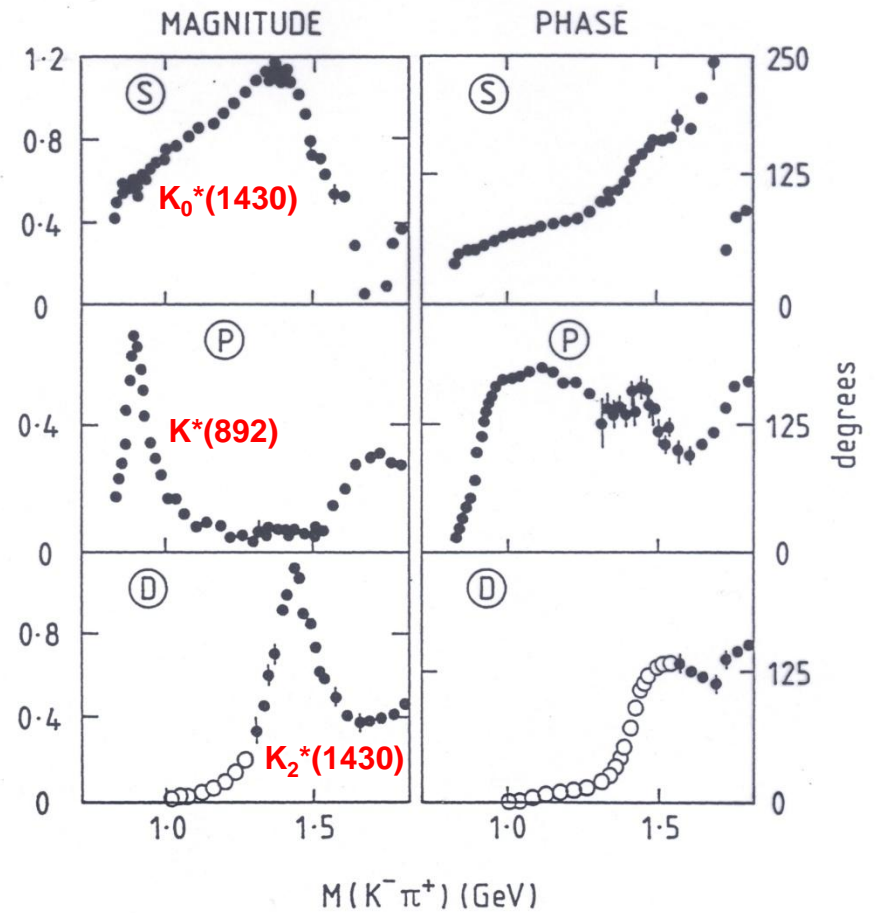 MAGNITUDE PHASE
1·2 250
S S
0·8
125
K₀*(1430)
0·4
0 0
P P
0·4 125
K*(892)
degrees
0 0
D D
0·8
125
0·4
K₂*(1430)
0 0
1·0 1·5 1·0 1·5
M(K⁻π⁺)(GeV)